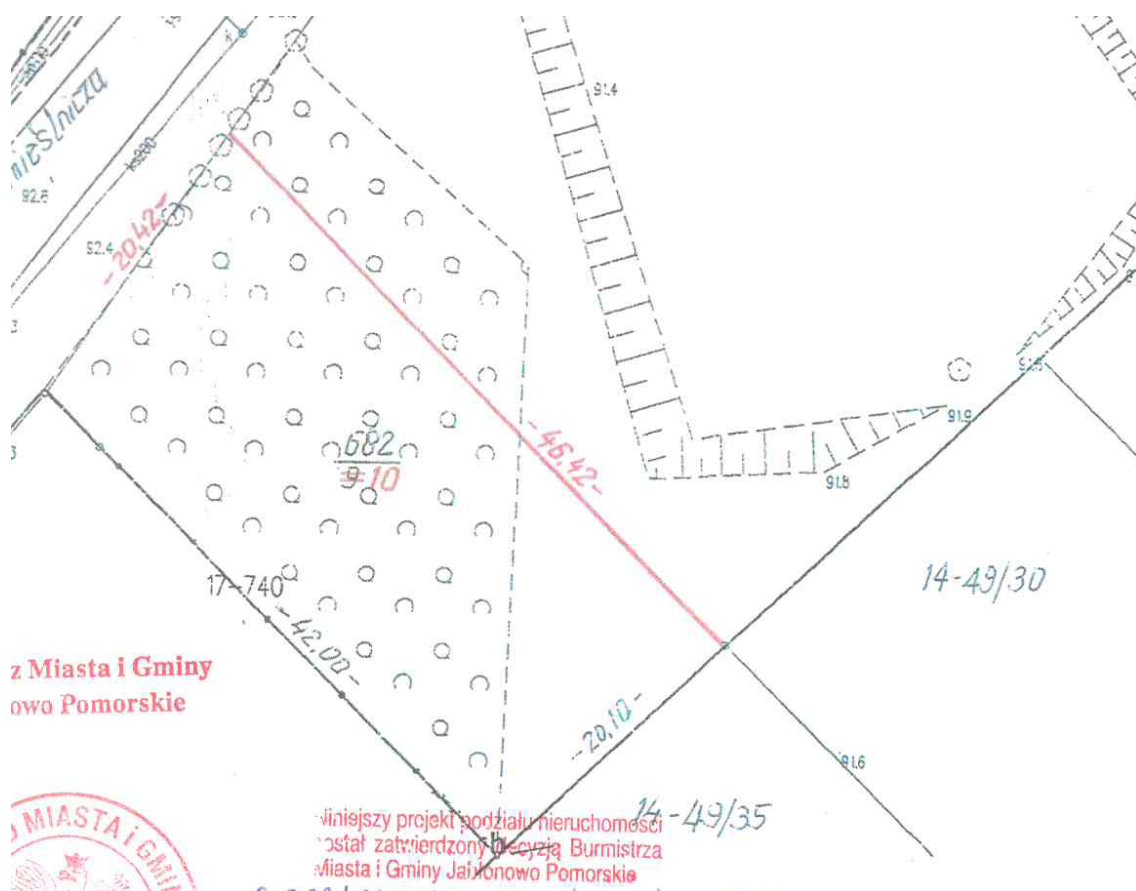 k
91.4
ks200
92.6
-20,42-
92.4
91.9
91.8
-46,42-
682
9 10
17-740
14-49/30
-42,00-
z Miasta i Gminy
owo Pomorskie
-20,10-
91.6
14-49/35
MIASTA i GMIN
Niniejszy projekt podziału nieruchomości
został zatwierdzony decyzją Burmistrza
Miasta i Gminy Jabłonowo Pomorskie